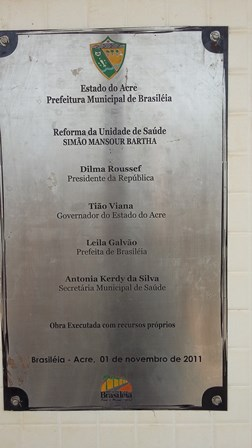 Estado do Acre
Prefeitura Municipal de Brasiléia
Reforma da Unidade de Saúde
SIMÃO MANSOUR BARTHA
Dilma Roussef
Presidente da República
Tião Viana
Governador do Estado do Acre
Leila Galvão
Prefeita de Brasiléia
Antonia Kerdy da Silva
Secretária Municipal de Saúde
Obra Executada com recursos próprios
Brasiléia - Acre, 01 de novembro de 2011
Brasiléia